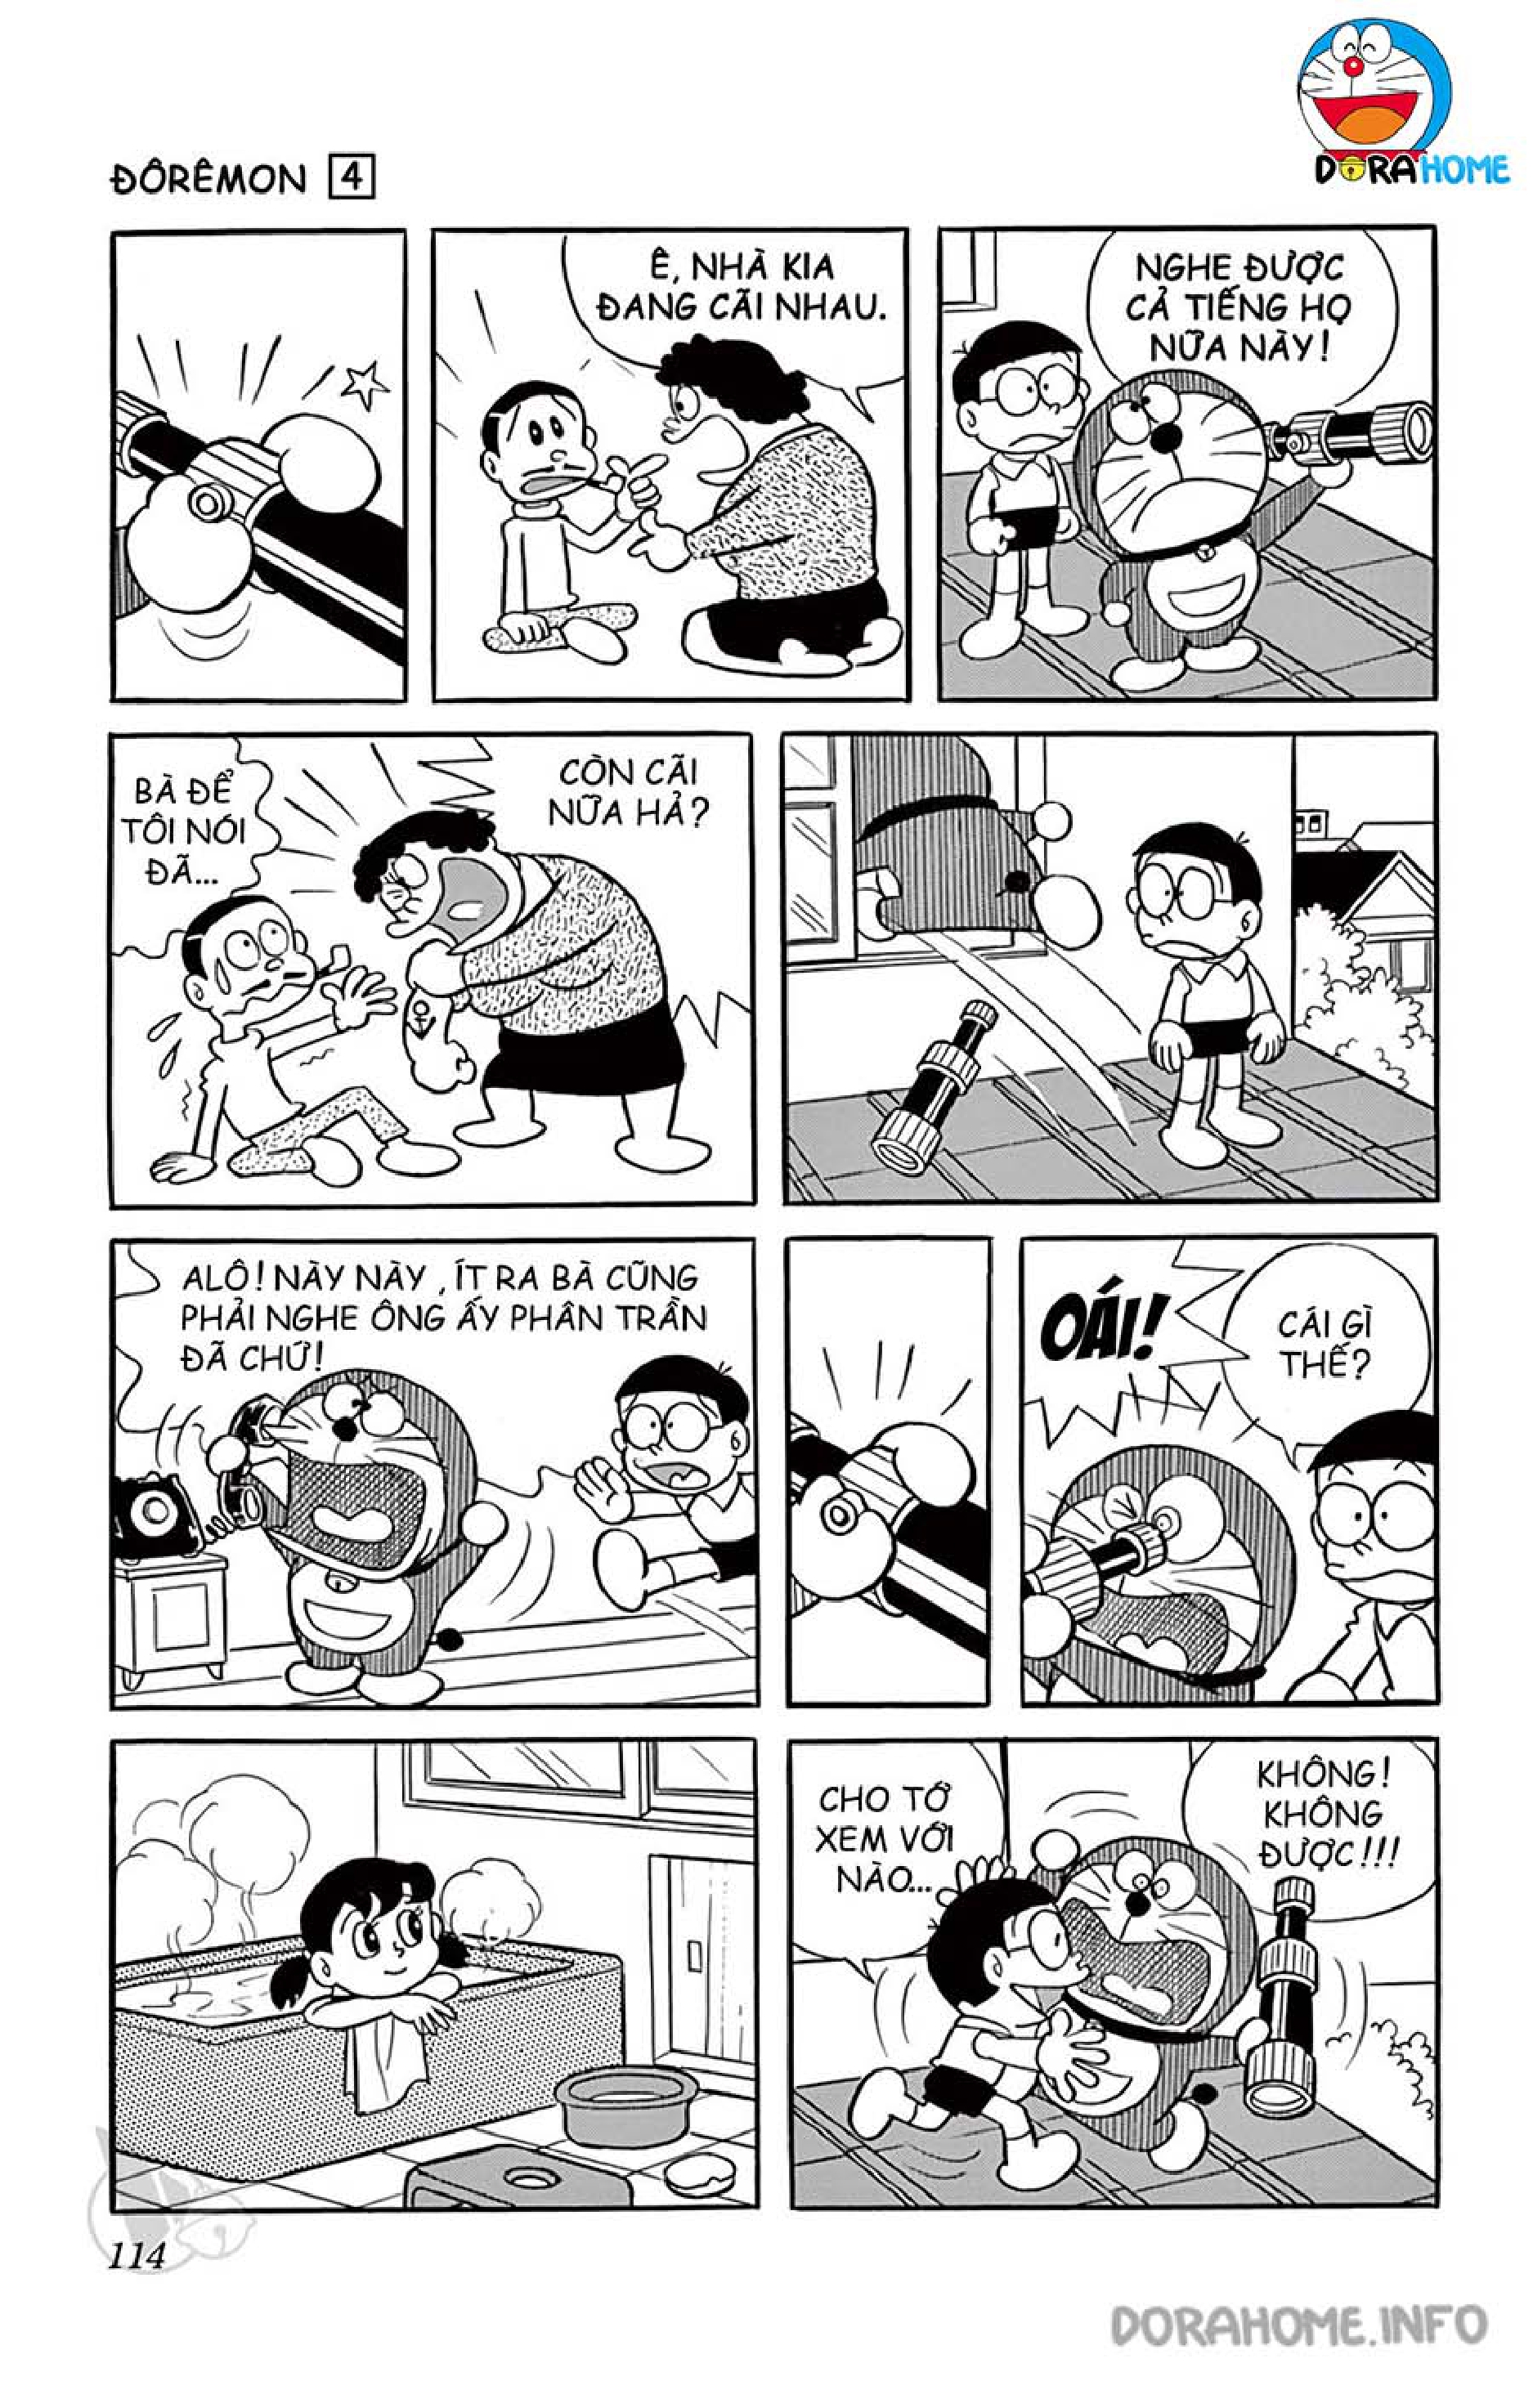 DORAHOME
ĐÔRÊMON 4
Ê, NHÀ KIA
ĐANG CÃI NHAU.
NGHE ĐƯỢC
CẢ TIẾNG HỌ
NỮA NÀY!
BÀ ĐỂ
TÔI NÓI
ĐÃ...
CÒN CÃI
NỮA HẢ?
ALÔ! NÀY NÀY , ÍT RA BÀ CŨNG
PHẢI NGHE ÔNG ẤY PHÂN TRẦN
ĐÃ CHỨ!
OÁI!
CÁI GÌ
THẾ?
CHO TỚ
XEM VỚI
NÀO...
KHÔNG!
KHÔNG
ĐƯỢC!!!
114
DORAHOME.INFO